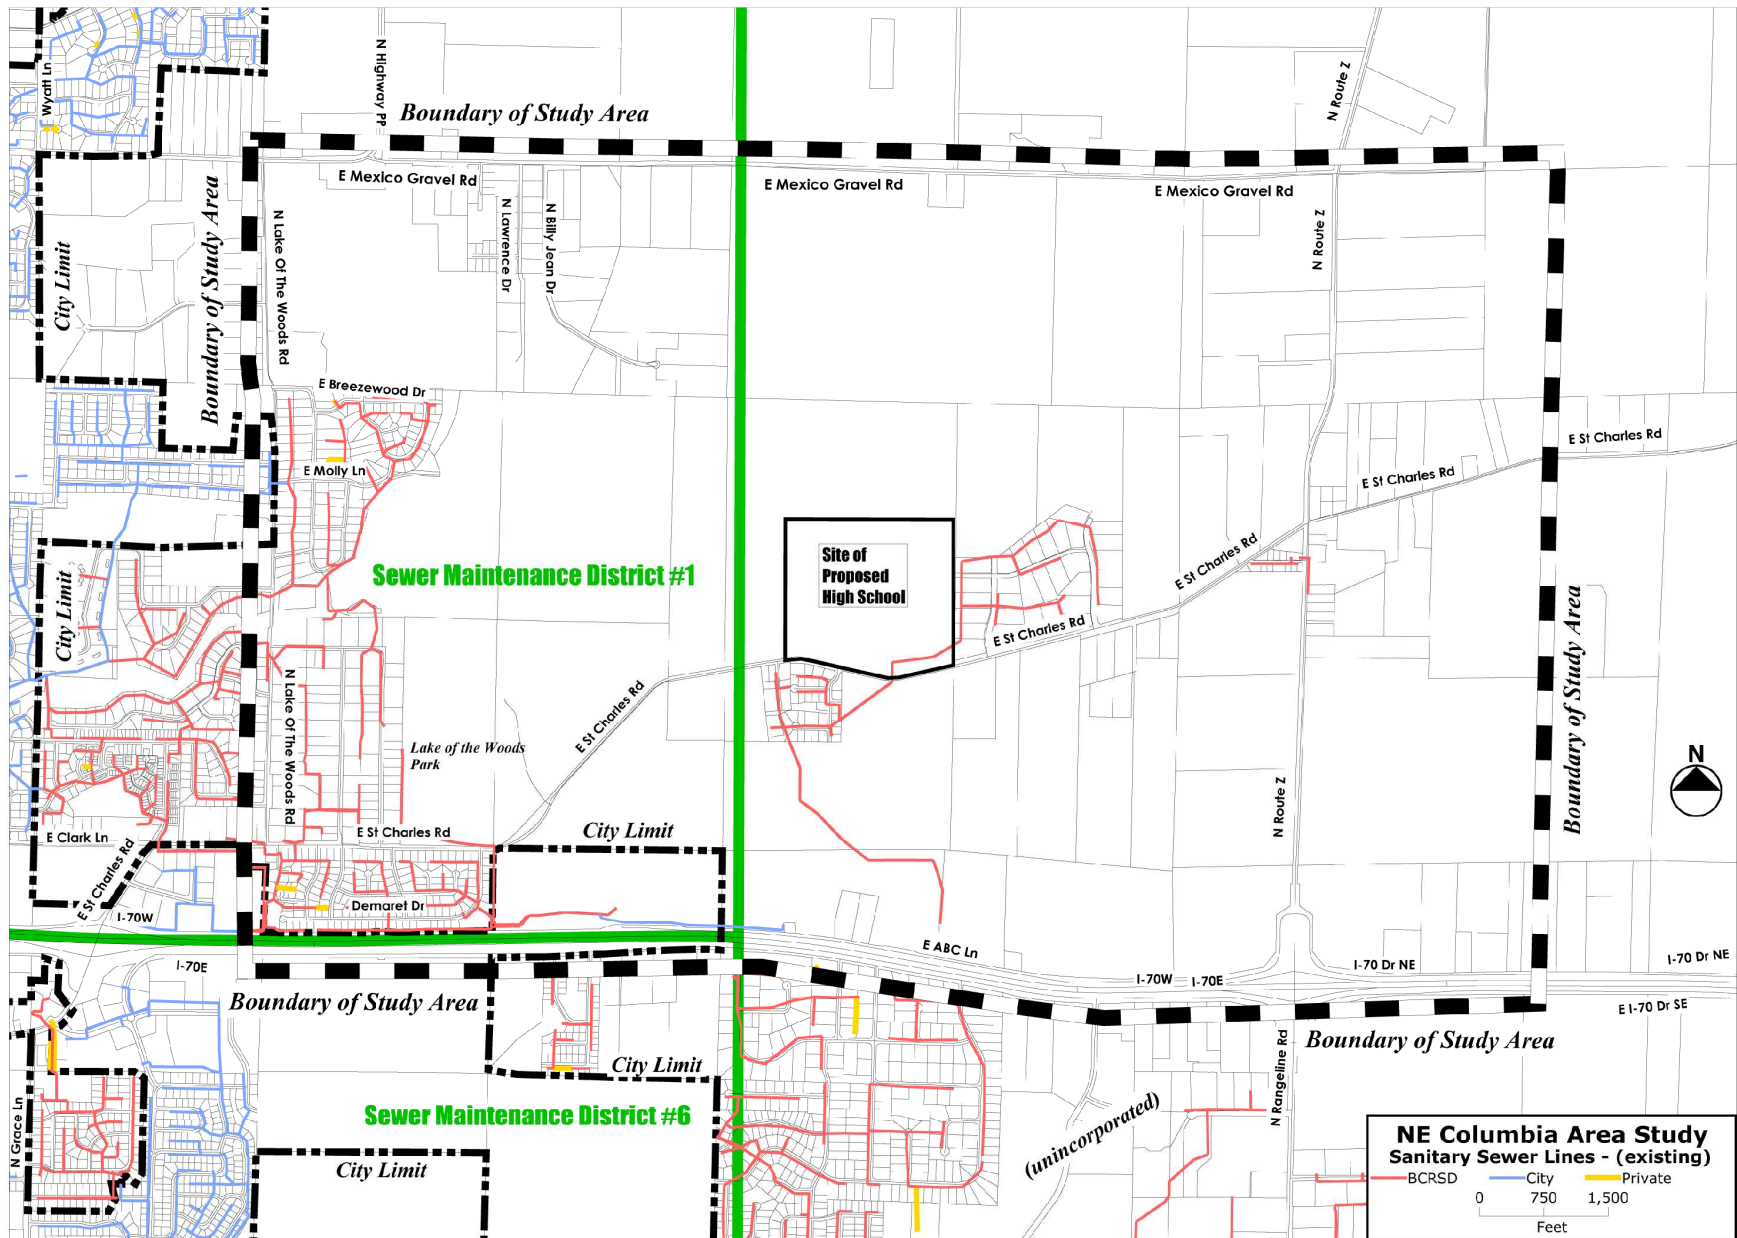 Wyatt Ln
N Highway PP
Boundary of Study Area
N Route Z
E Mexico Gravel Rd
E Mexico Gravel Rd
E Mexico Gravel Rd
City Limit
Boundary of Study Area
N Lake Of The Woods Rd
N Lawrence Dr
N Billy Jean Dr
N Route Z
E Breezewood Dr
E Molly Ln
E St Charles Rd
E St Charles Rd
Sewer Maintenance District #1
Site of
Proposed
High School
E St Charles Rd
E St Charles Rd
City Limit
N Lake Of The Woods Rd
Lake of the Woods
Park
E St Charles Rd
N Route Z
Boundary of Study Area
N
E Clark Ln
E St Charles Rd
E St Charles Rd
City Limit
Demaret Dr
I-70W
I-70E
E ABC Ln
I-70W
I-70E
I-70 Dr NE
I-70 Dr NE
E I-70 Dr SE
Boundary of Study Area
Boundary of Study Area
City Limit
N Grace Ln
Sewer Maintenance District #6
City Limit
(unincorporated)
N Rangeline Rd
NE Columbia Area Study
Sanitary Sewer Lines - (existing)
BCRSD City Private
0 750 1,500
Feet